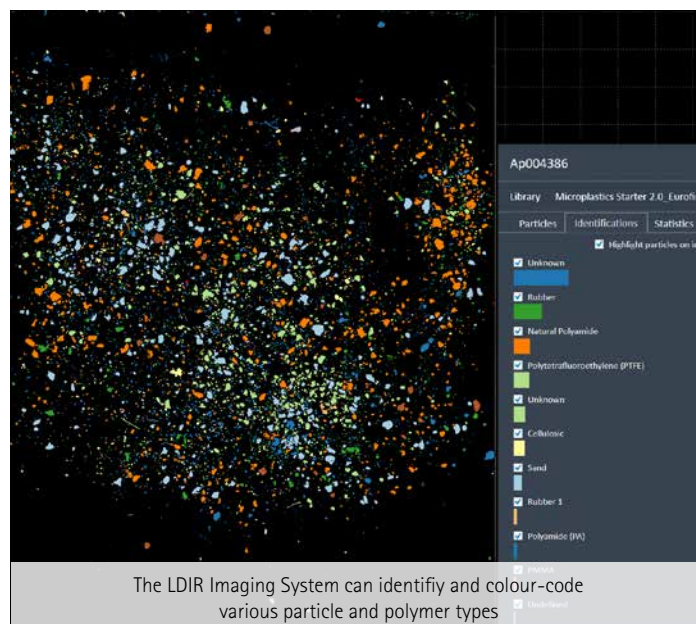 Ap004386
Library Microplastics Starter 2.0_Eurofi
Particles Identifications Statistics
Highlight particles on i
Unknown
Rubber
Natural Polyamide
Polytetrafluoroethylene (PTFE)
Unknown
Cellulosic
Sand
Rubber 1
Polyamide (PA)
PMMA
Undefined
The LDIR Imaging System can identifiy and colour-code
various particle and polymer types